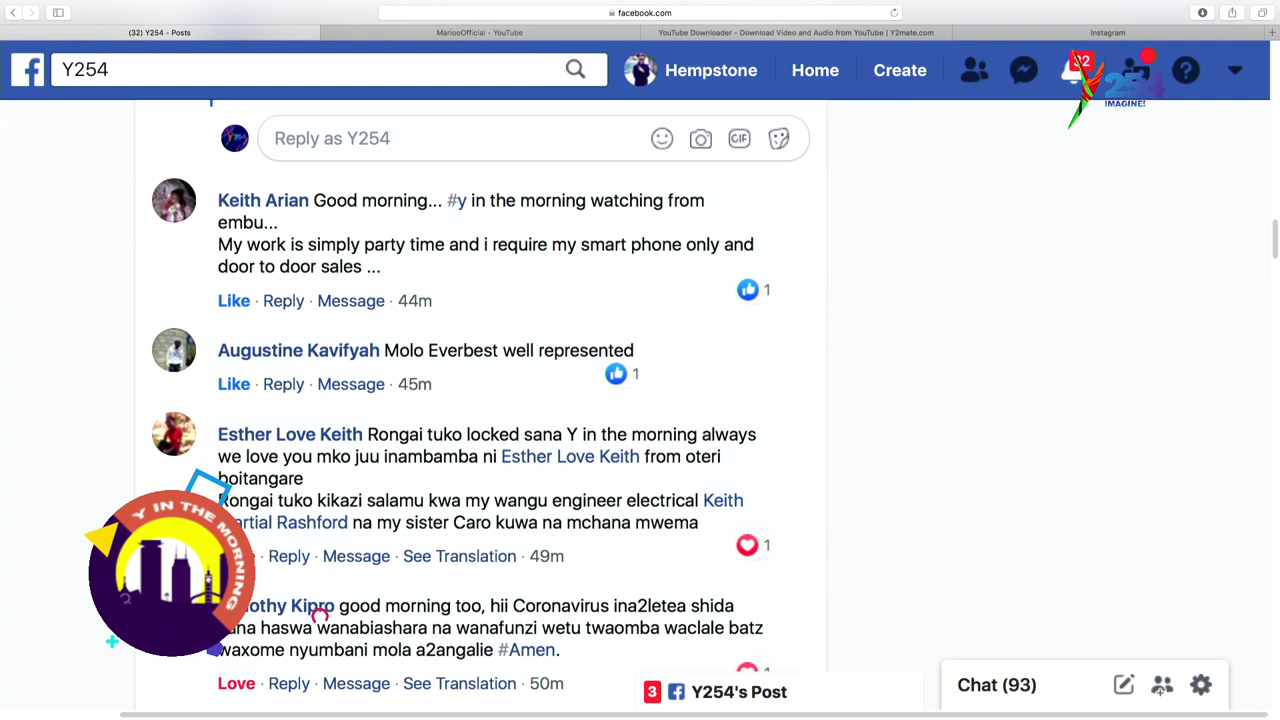 facebook.com
(32) Y254 - Posts
MariooOfficial - YouTube
YouTube Downloader - Download Video and Audio from YouTube | Y2mate.com
Instagram
Y254
Hempstone
Home
Create
32
Y254
IMAGINE!
Reply as Y254
GIF
Keith Arian Good morning... #y in the morning watching from
embu...
My work is simply party time and i require my smart phone only and
door to door sales ...
1
Like · Reply · Message · 44m
Augustine Kavifyah Molo Everbest well represented
1
Like · Reply · Message · 45m
Esther Love Keith Rongai tuko locked sana Y in the morning always
we love you mko juu inambamba ni Esther Love Keith from oteri
boitangare
Rongai tuko kikazi salamu kwa my wangu engineer electrical Keith
Rashford na my sister Caro kuwa na mchana mwema
1
Reply · Message · See Translation · 49m
Y IN THE MORNING
Kipro good morning too, hii Coronavirus ina2letea shida
haswa wanabiashara na wanafunzi wetu twaomba waclale batz
waxome nyumbani mola a2angalie #Amen.
Love · Reply · Message · See Translation · 50m
3 Y254's Post
Chat (93)